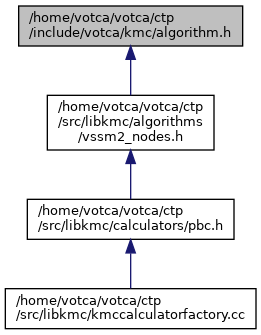 /home/votca/votca/ctp
/include/votca/kmc/algorithm.h
/home/votca/votca/ctp
/src/libkmc/algorithms
/vssm2_nodes.h
/home/votca/votca/ctp
/src/libkmc/calculators/pbc.h
/home/votca/votca/ctp
/src/libkmc/kmccalculatorfactory.cc